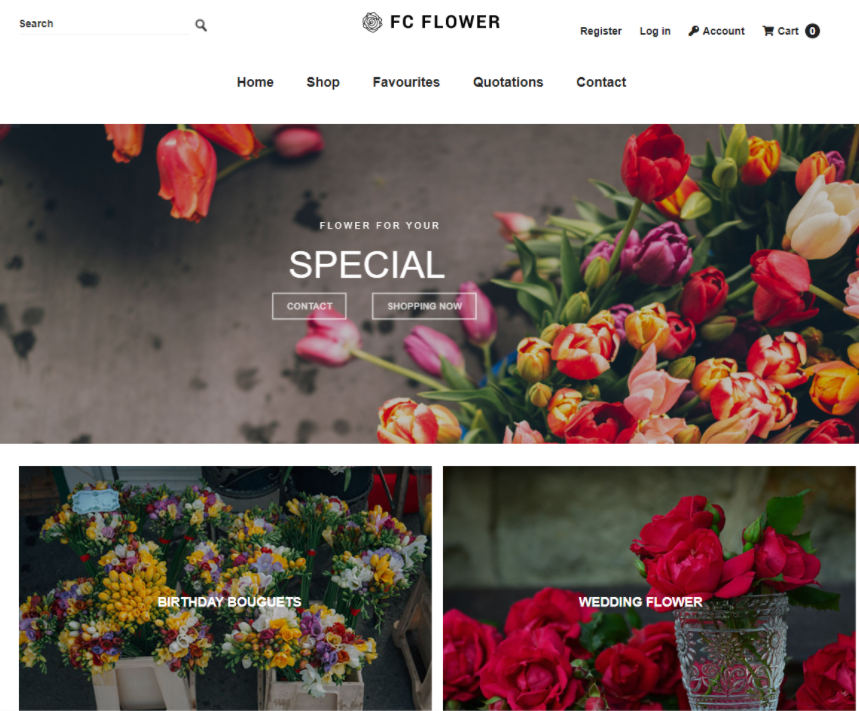 Search
FC FLOWER
Register Log in Account Cart 0
Home Shop Favourites Quotations Contact
FLOWER FOR YOUR
SPECIAL
CONTACT SHOPPING NOW
BIRTHDAY BOUGUETS WEDDING FLOWER